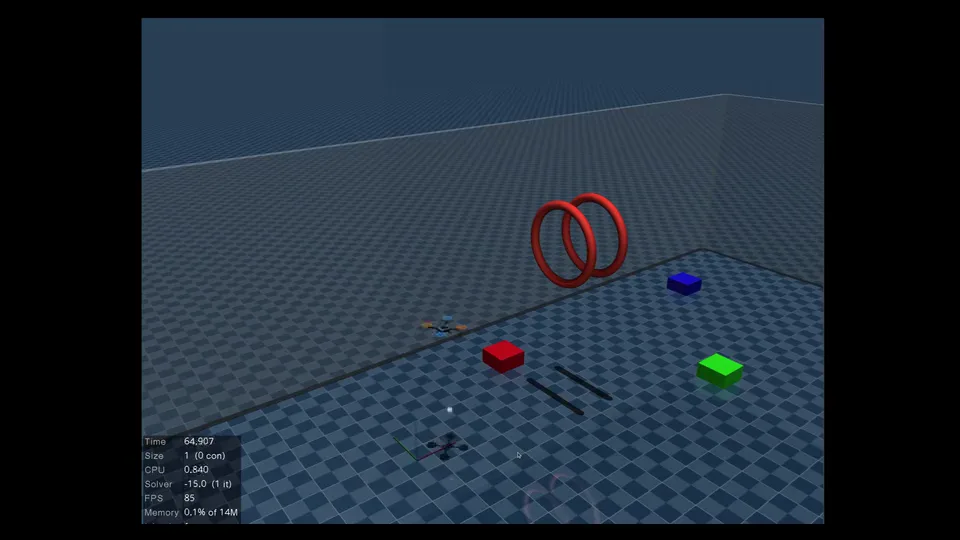 Time 64.907
Size 1 (0 con)
CPU 0.840
Solver -15.0 (1 it)
FPS 85
Memory 0.1% of 14M